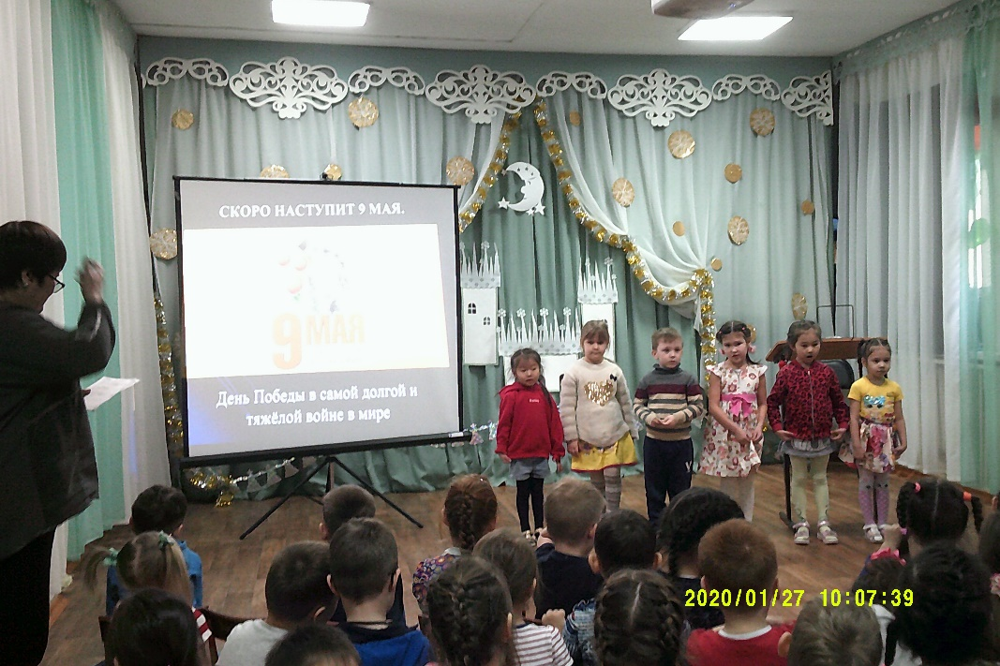 СКОРО НАСТУПИТ 9 МАЯ.
9 МАЯ
День Победы в самой долгой и
тяжёлой войне в мире
2020/01/27 10:07:39